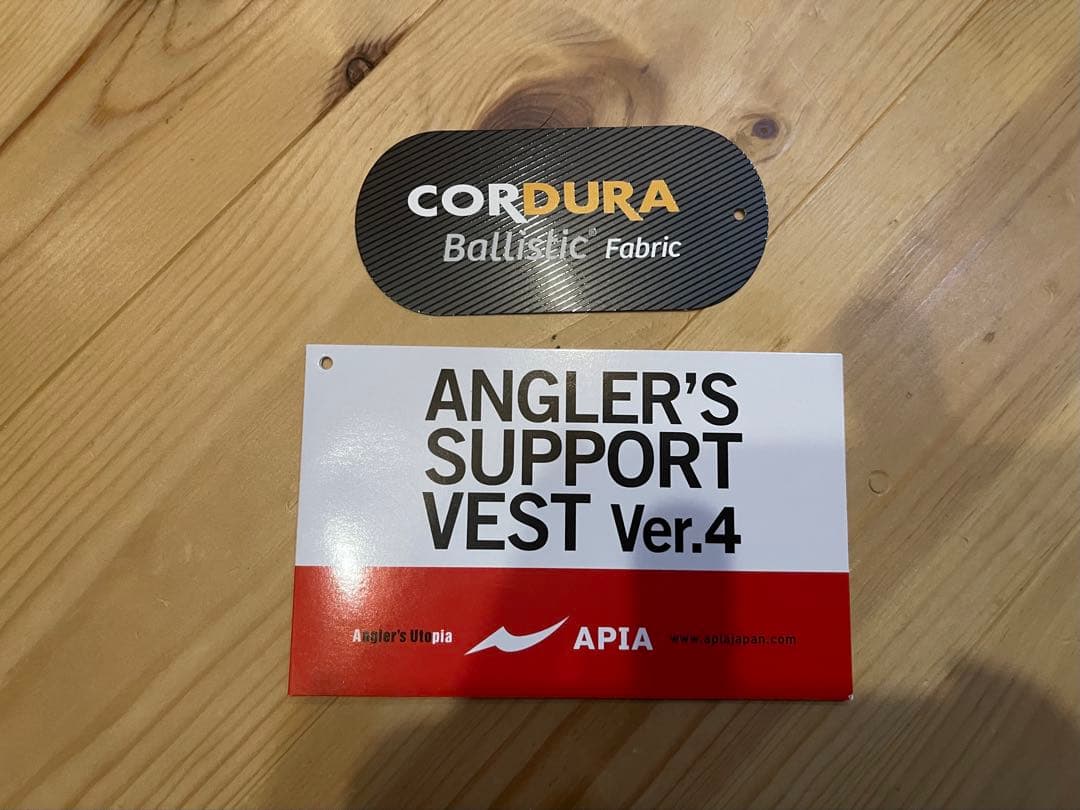 CORDURA
Ballistic® Fabric
ANGLER'S
SUPPORT
VEST Ver.4
Angler's Utopia APIA www.apiajapan.com